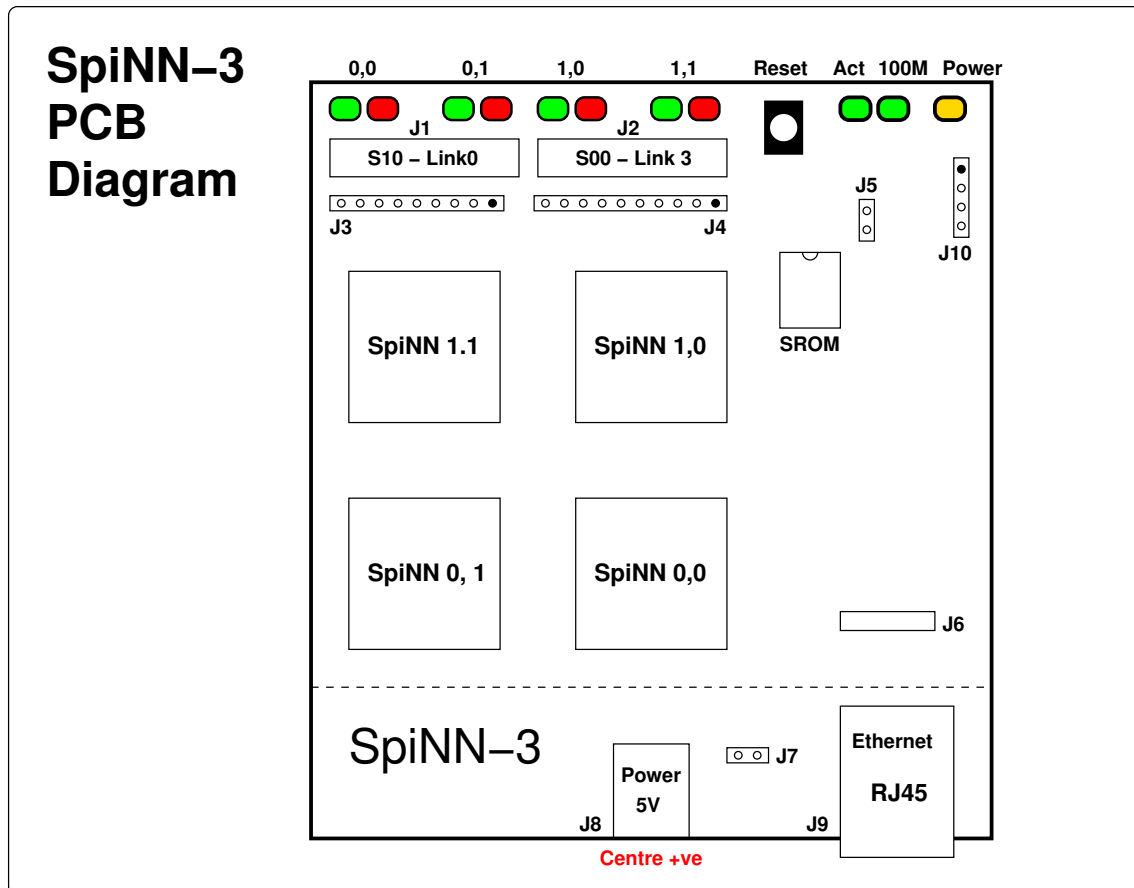 SpiNN–3
PCB
Diagram
0,0 0,1 1,0 1,1 Reset Act 100M Power
J1 J2
S10 – Link0 S00 – Link 3
J5
J3 J4
J10
SpiNN 1.1 SpiNN 1,0
SROM
SpiNN 0, 1 SpiNN 0,0
J6
SpiNN–3
Ethernet
J7
Power
RJ45
5V
J8 J9
Centre +ve